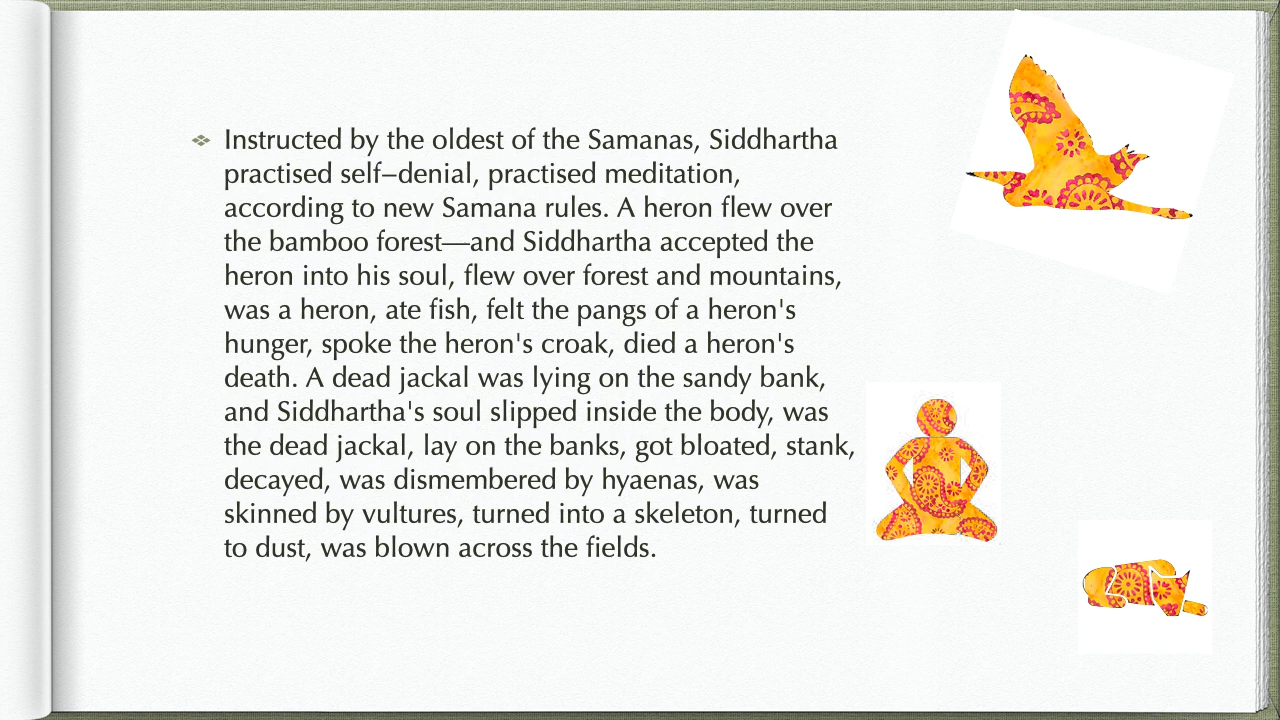 Instructed by the oldest of the Samanas, Siddhartha
practised self–denial, practised meditation,
according to new Samana rules. A heron flew over
the bamboo forest—and Siddhartha accepted the
heron into his soul, flew over forest and mountains,
was a heron, ate fish, felt the pangs of a heron's
hunger, spoke the heron's croak, died a heron's
death. A dead jackal was lying on the sandy bank,
and Siddhartha's soul slipped inside the body, was
the dead jackal, lay on the banks, got bloated, stank,
decayed, was dismembered by hyaenas, was
skinned by vultures, turned into a skeleton, turned
to dust, was blown across the fields.